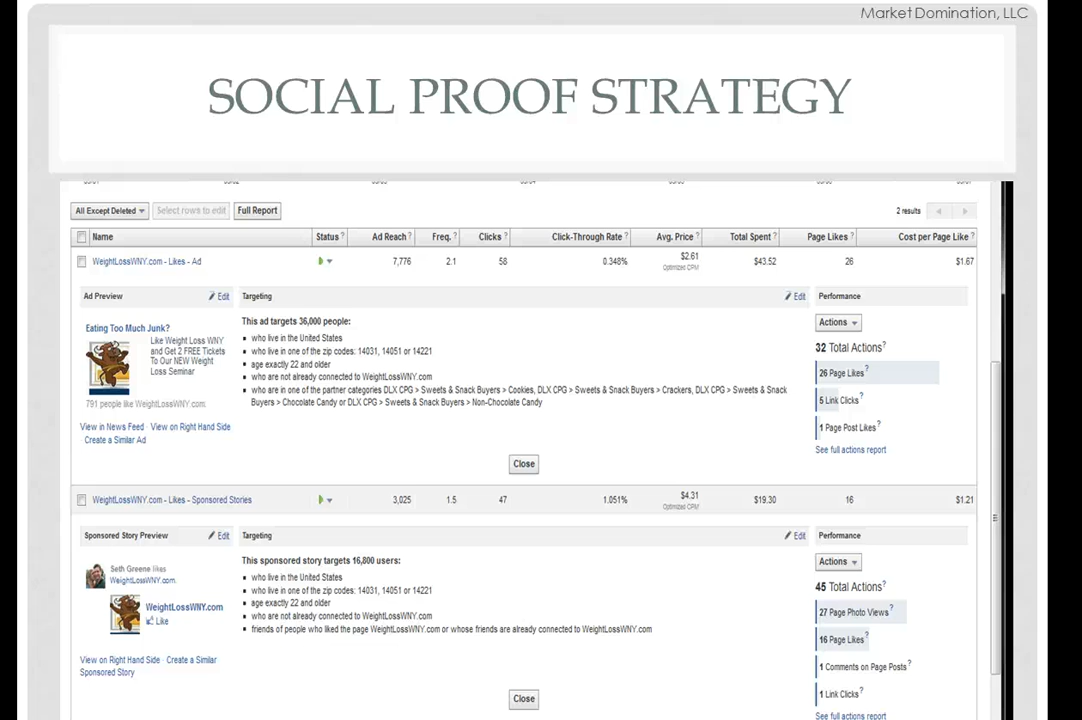 Market Domination, LLC
SOCIAL PROOF STRATEGY
All Except Deleted Select rows to edit Full Report 2 results
Name Status ? Ad Reach ? Freq. ? Clicks ? Click-Through Rate ? Avg. Price ? Total Spent ? Page Likes ? Cost per Page Like ?
WeightLossWNY.com - Likes - Ad 7,776 2.1 58 0.348% $2.61 $43.52 26 $1.67
Optimized CPM
Ad Preview Edit Targeting Edit Performance
This ad targets 36,000 people:
Actions
Eating Too Much Junk?
who live in the United States
Like Weight Loss WNY
and Get 2 FREE Tickets
To Our NEW Weight
Loss Seminar
who live in one of the zip codes: 14031, 14051 or 14221
32 Total Actions?
age exactly 22 and older
26 Page Likes?
who are not already connected to WeightLossWNY.com
who are in one of the partner categories DLX CPG > Sweets & Snack Buyers > Cookies, DLX CPG > Sweets & Snack Buyers > Crackers, DLX CPG > Sweets & Snack
Buyers > Chocolate Candy or DLX CPG > Sweets & Snack Buyers > Non-Chocolate Candy
5 Link Clicks?
791 people like WeightLossWNY.com.
View in News Feed · View on Right Hand Side
1 Page Post Likes?
Create a Similar Ad
See full actions report
Close
WeightLossWNY.com - Likes - Sponsored Stories 3,025 1.5 47 1.051% $4.31 $19.30 16 $1.21
Optimized CPM
Sponsored Story Preview Edit Targeting Edit Performance
This sponsored story targets 16,800 users:
Actions
Seth Greene likes
WeightLossWNY.com.
who live in the United States
who live in one of the zip codes: 14031, 14051 or 14221
45 Total Actions?
age exactly 22 and older
WeightLossWNY.com
Like
27 Page Photo Views?
who are not already connected to WeightLossWNY.com
friends of people who liked the page WeightLossWNY.com or whose friends are already connected to WeightLossWNY.com
16 Page Likes?
View on Right Hand Side · Create a Similar
Sponsored Story
1 Comments on Page Posts?
1 Link Clicks?
Close
See full actions report